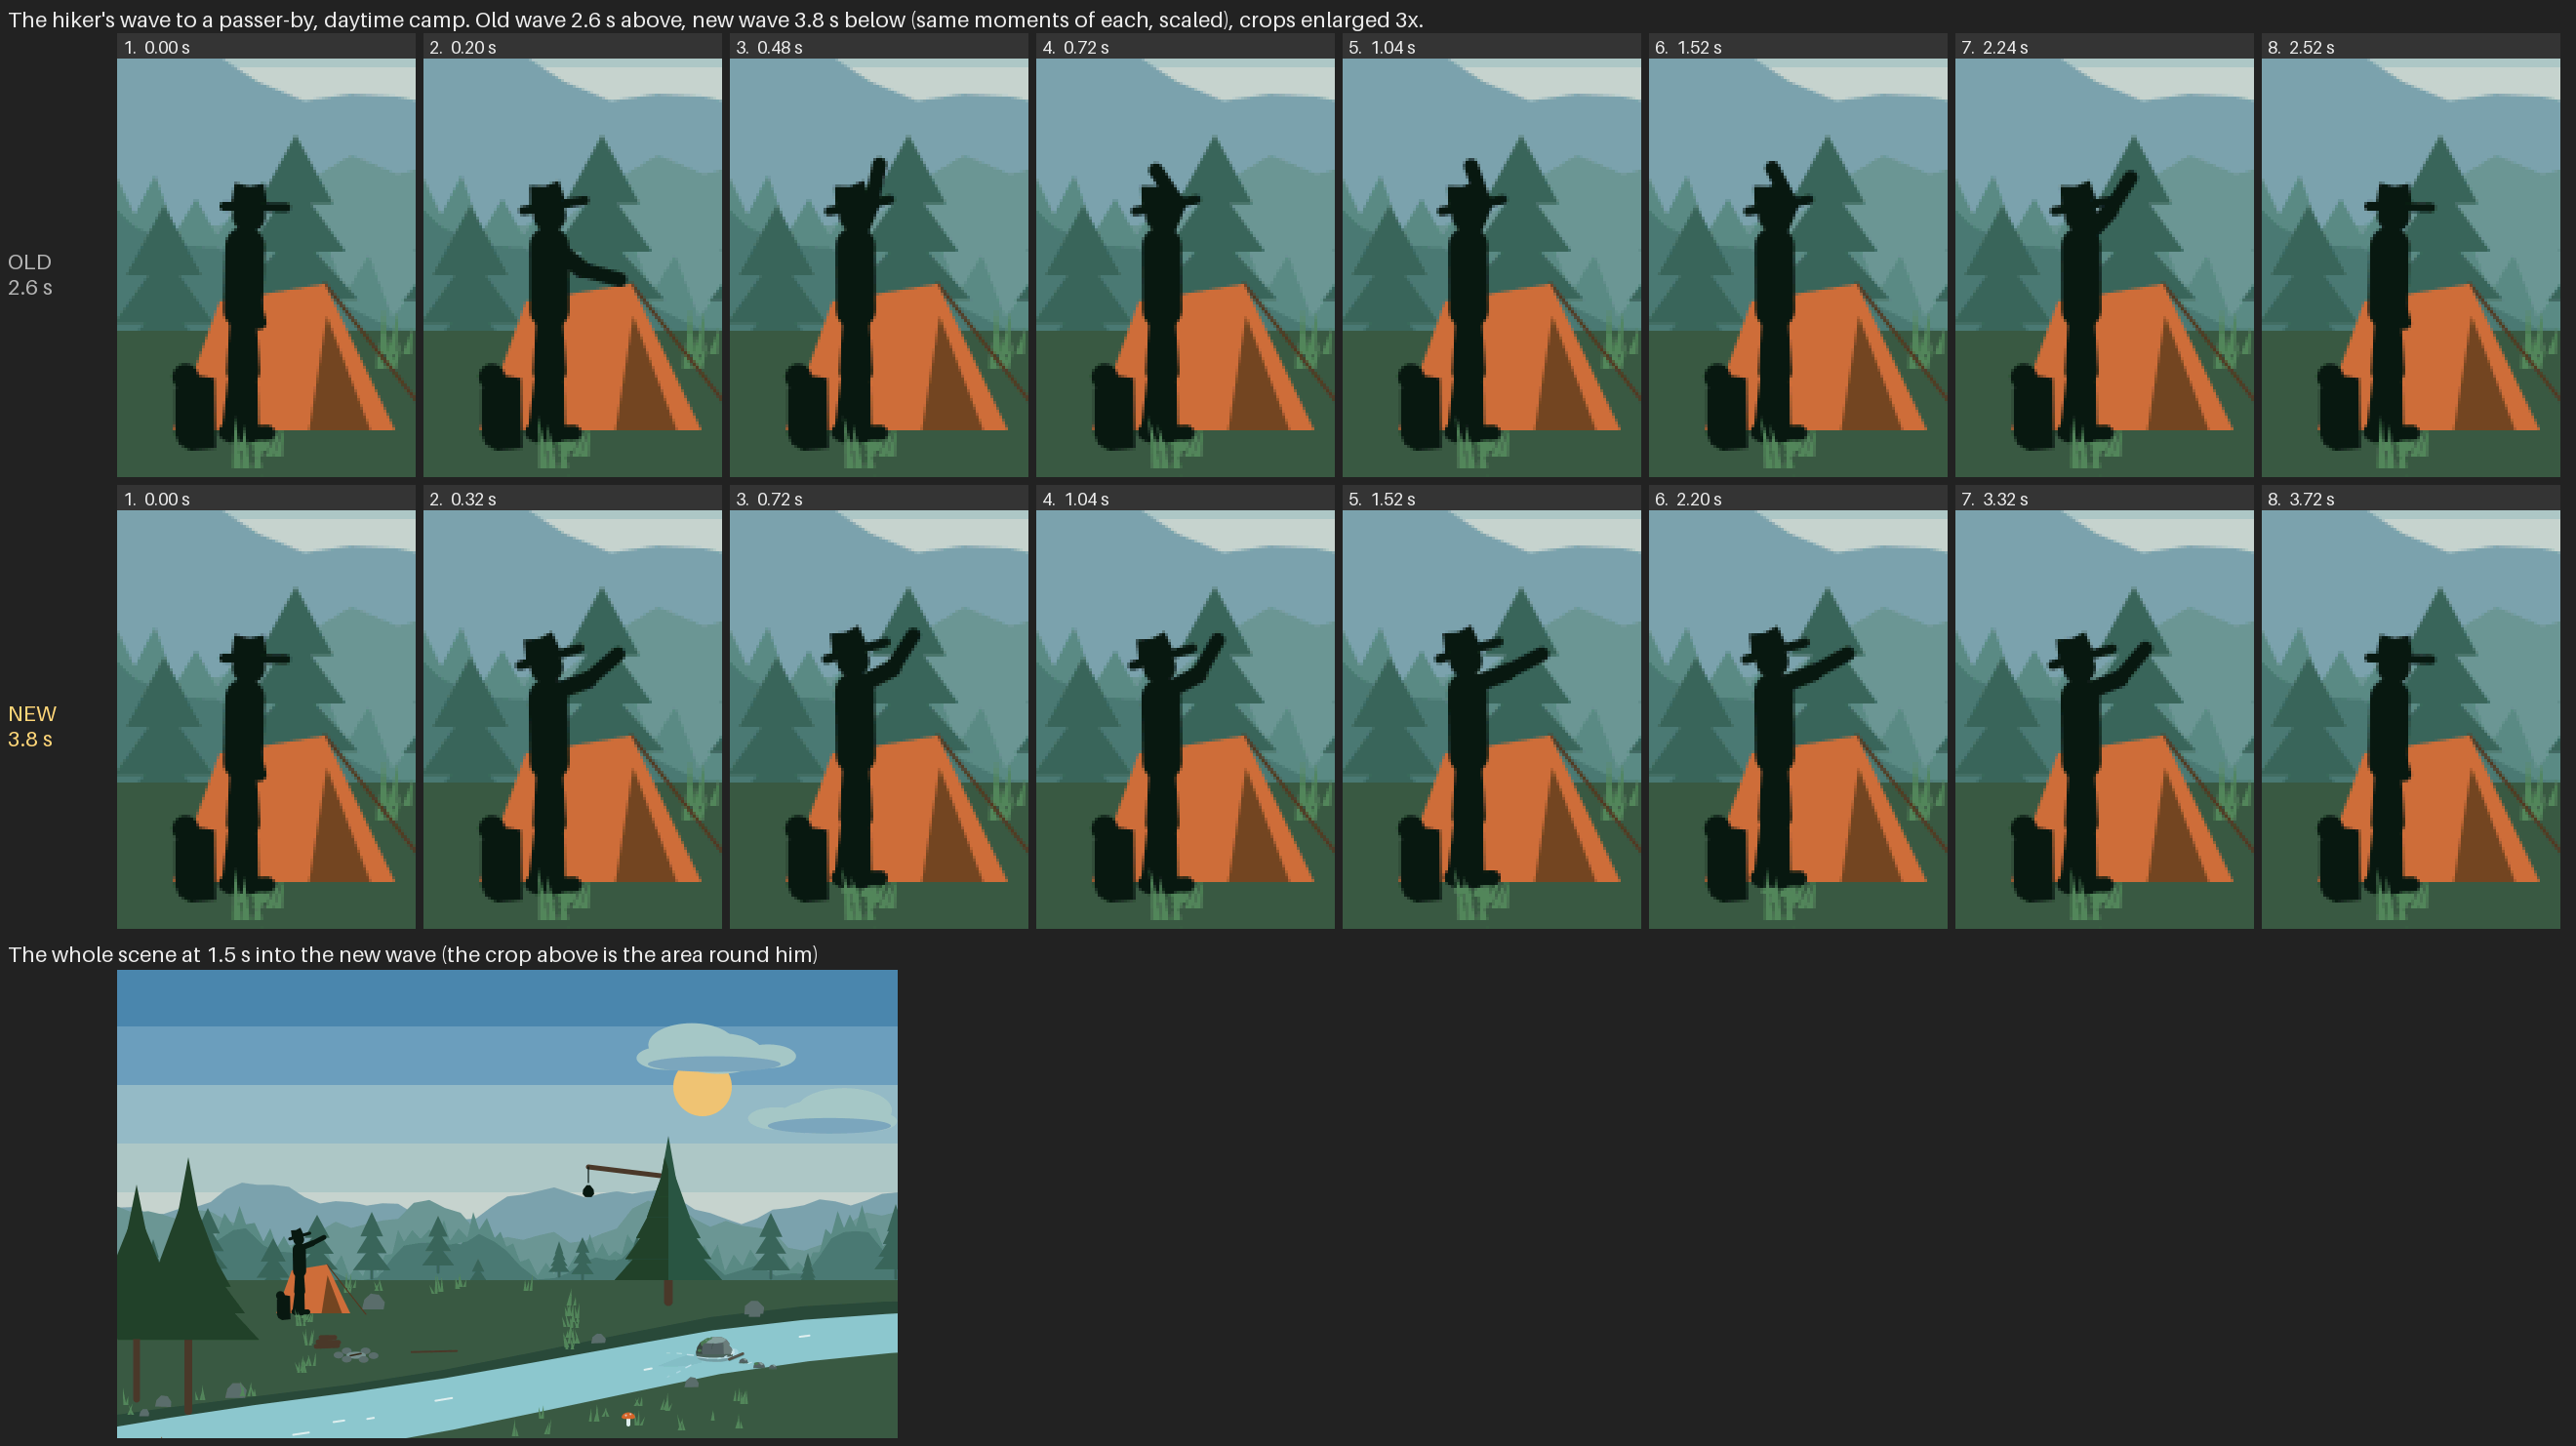 The hiker's wave to a passer-by, daytime camp. Old wave 2.6 s above, new wave 3.8 s below (same moments of each, scaled), crops enlarged 3x.
1. 0.00 s
2. 0.20 s
3. 0.48 s
4. 0.72 s
5. 1.04 s
6. 1.52 s
7. 2.24 s
8. 2.52 s
OLD
2.6 s
1. 0.00 s
2. 0.32 s
3. 0.72 s
4. 1.04 s
5. 1.52 s
6. 2.20 s
7. 3.32 s
8. 3.72 s
NEW
3.8 s
The whole scene at 1.5 s into the new wave (the crop above is the area round him)